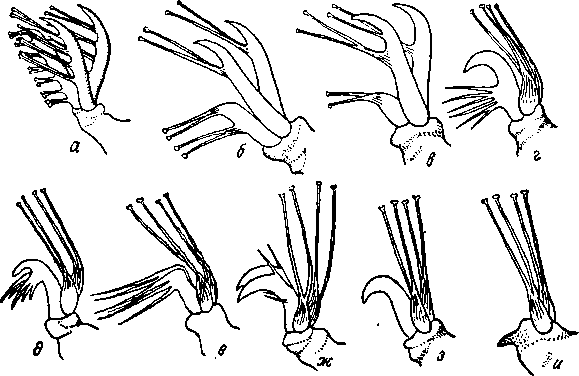 а б в г
д е ж з и